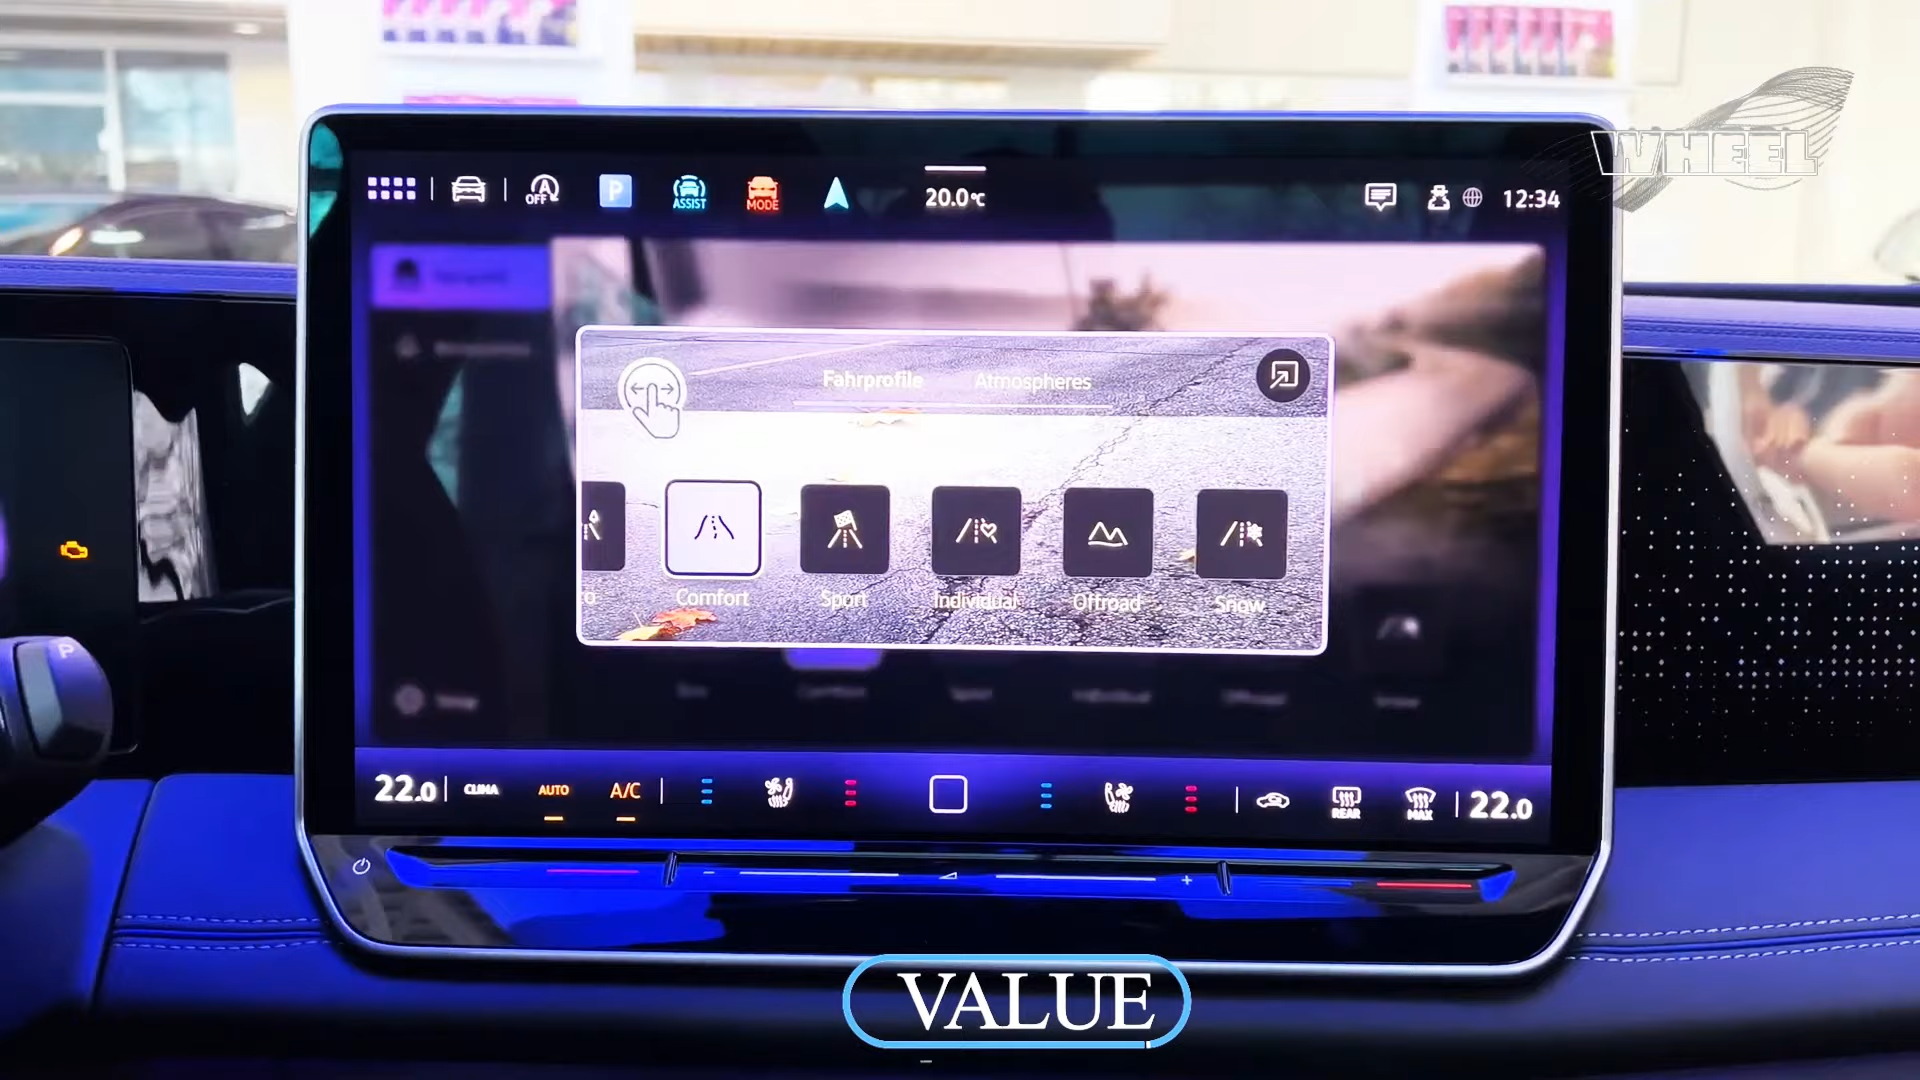 WHEEL
A
OFF
P
ASSIST
MODE
20.0°C
12:34
Fahrprofile
Atmospheres
Comfort
Sport
Individual
Offroad
Snow
P
22.0
CLIMA
AUTO
A/C
REAR
MAX
22.0
- +
VALUE